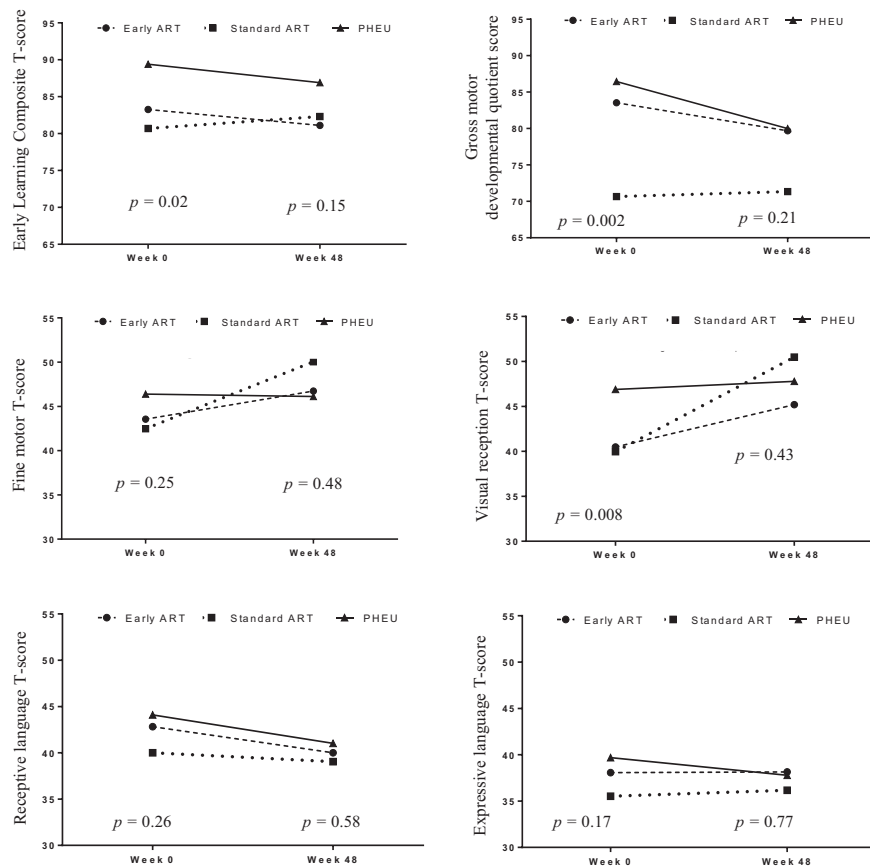 Early ART Standard ART PHEU
Early Learning Composite T-score
95
90
85
80
75
70
65
p = 0.02
p = 0.15
Week 0
Week 48
Early ART Standard ART PHEU
Gross motor
developmental quotient score
95
90
85
80
75
70
65
p = 0.002
p = 0.21
Week 0
Week 48
Early ART Standard ART PHEU
Fine motor T-score
55
50
45
40
35
30
p = 0.25
p = 0.48
Week 0
Week 48
Early ART Standard ART PHEU
Visual reception T-score
55
50
45
40
35
30
p = 0.008
p = 0.43
Week 0
Week 48
Early ART Standard ART PHEU
Receptive language T-score
55
50
45
40
35
30
p = 0.26
p = 0.58
Week 0
Week 48
Early ART Standard ART PHEU
Expressive language T-score
55
50
45
40
35
30
p = 0.17
p = 0.77
Week 0
Week 48